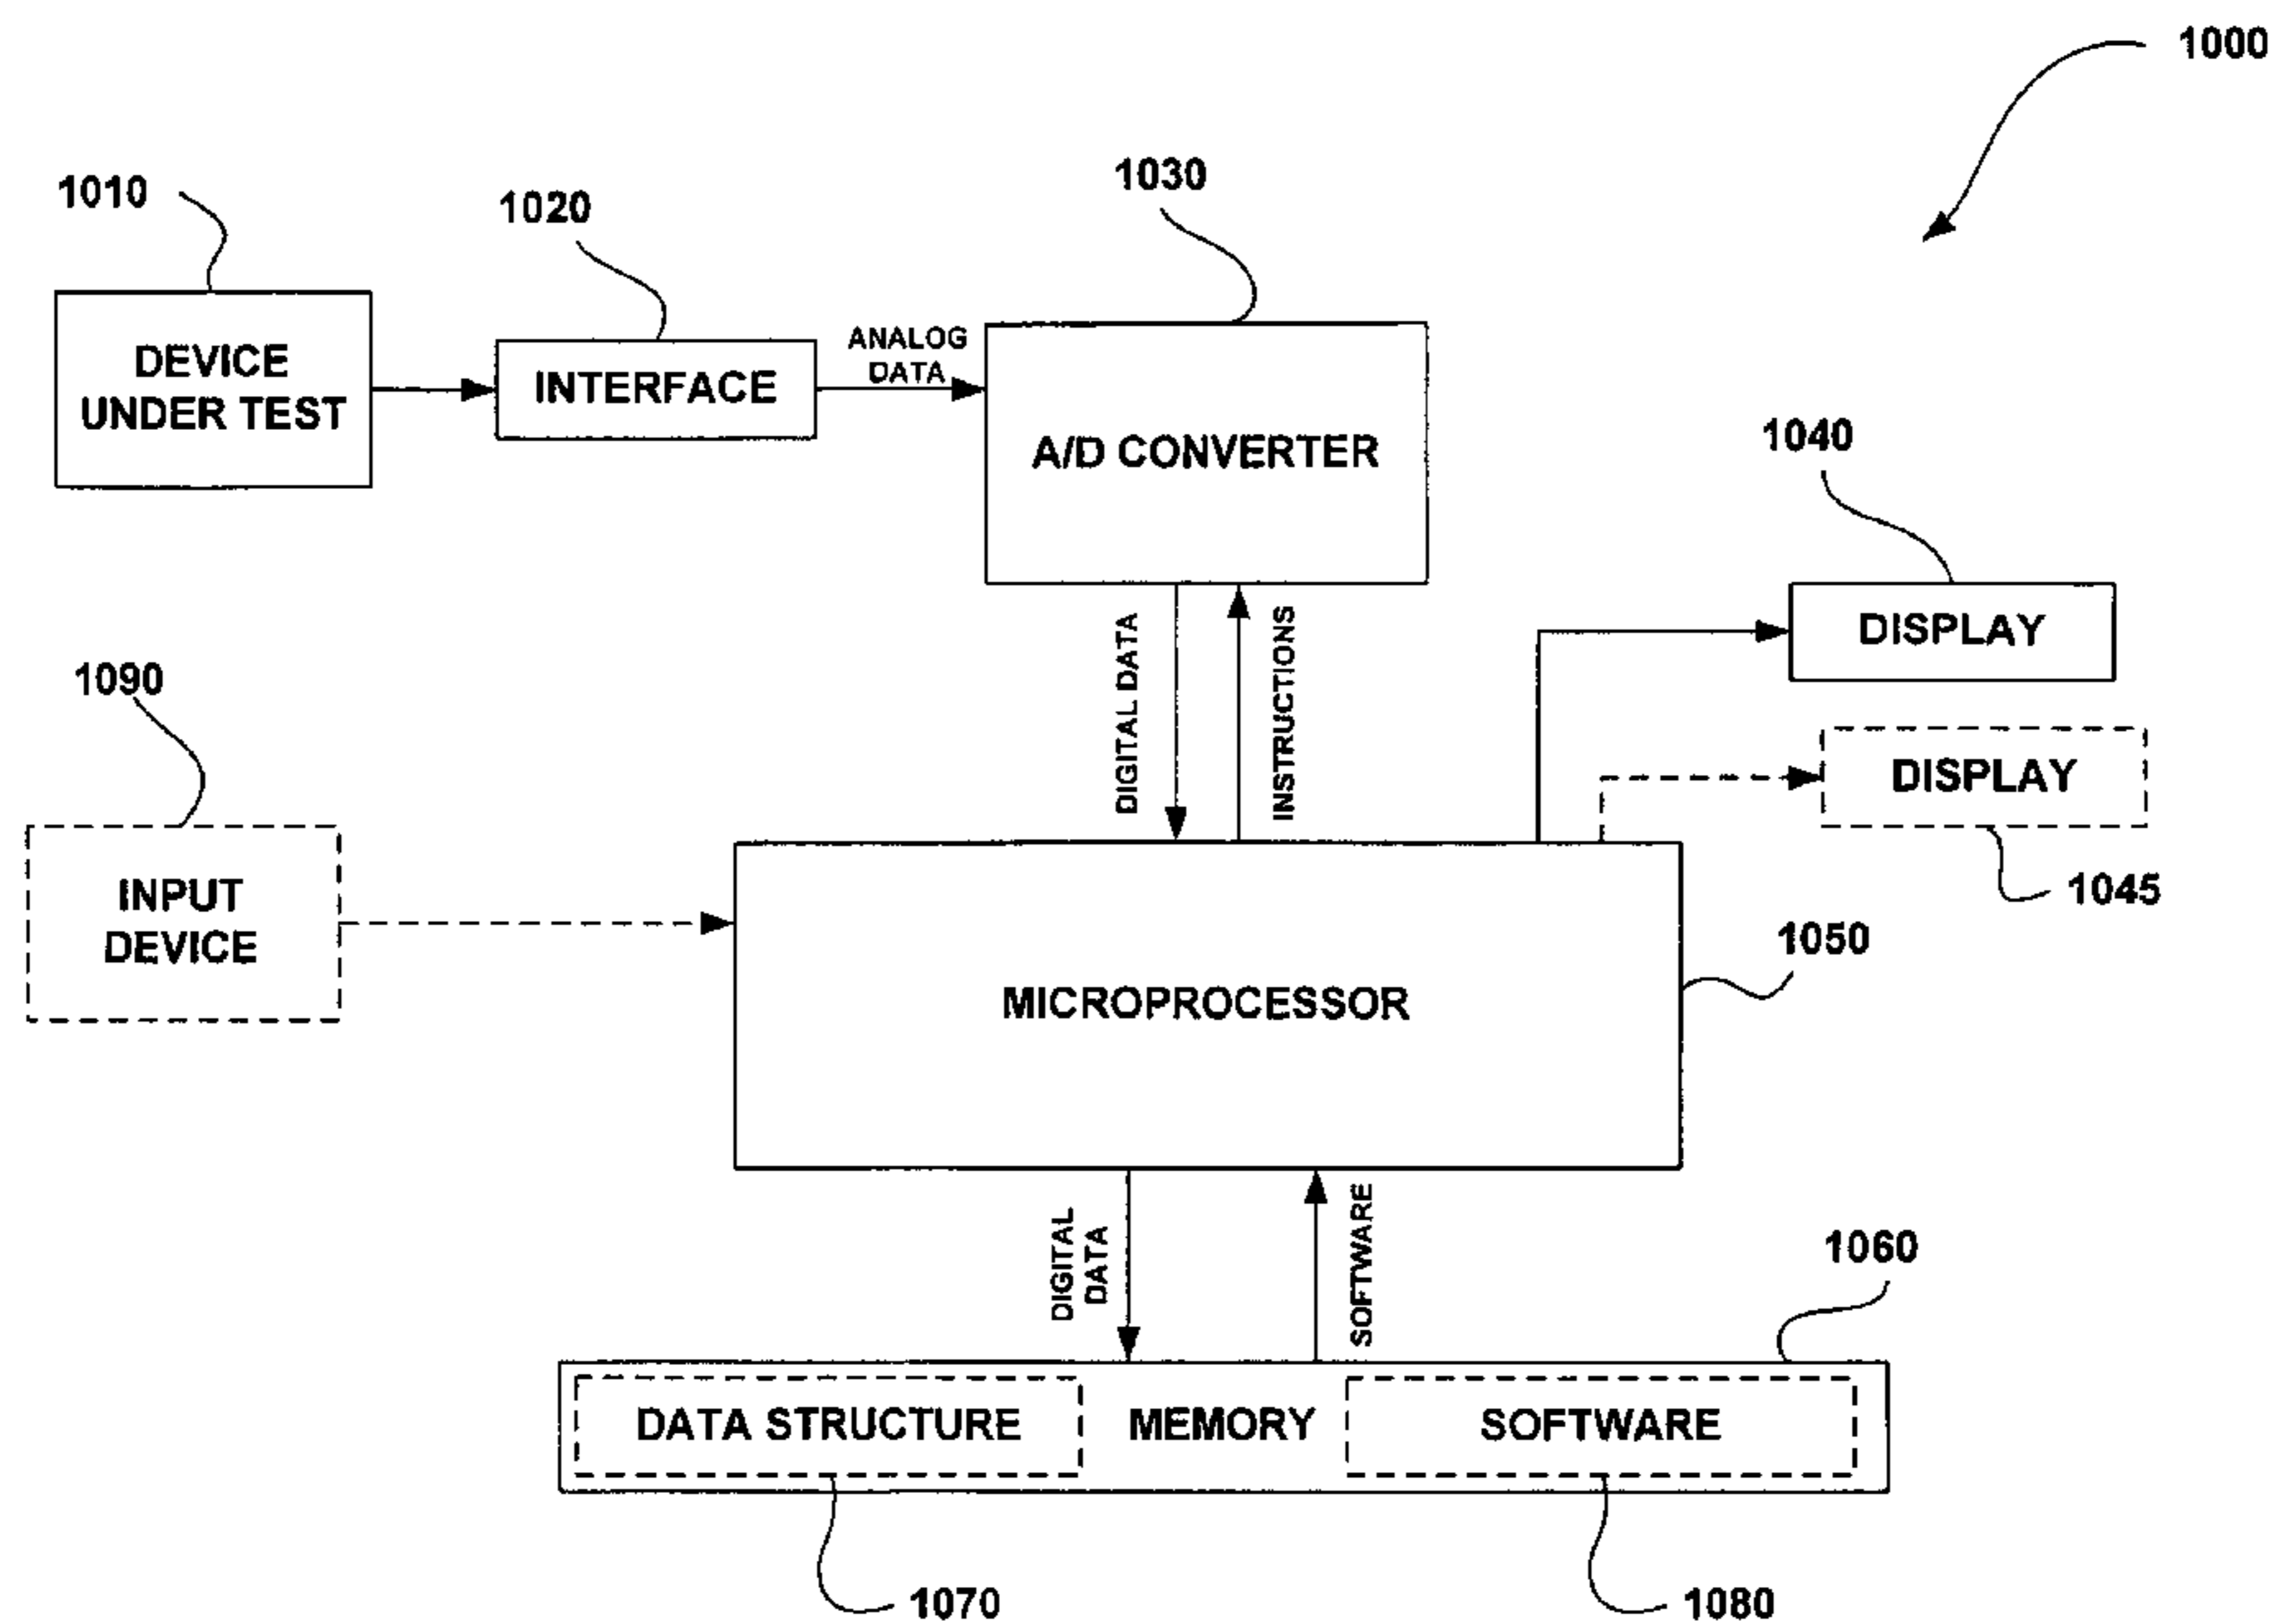 1000
1010
1020
1030
DEVICE
UNDER TEST
INTERFACE
ANALOG
DATA
A/D CONVERTER
1040
DISPLAY
DIGITAL DATA
INSTRUCTIONS
1090
DISPLAY
1045
INPUT
DEVICE
1050
MICROPROCESSOR
DIGITAL
DATA
SOFTWARE
1060
DATA STRUCTURE
MEMORY
SOFTWARE
1070
1080